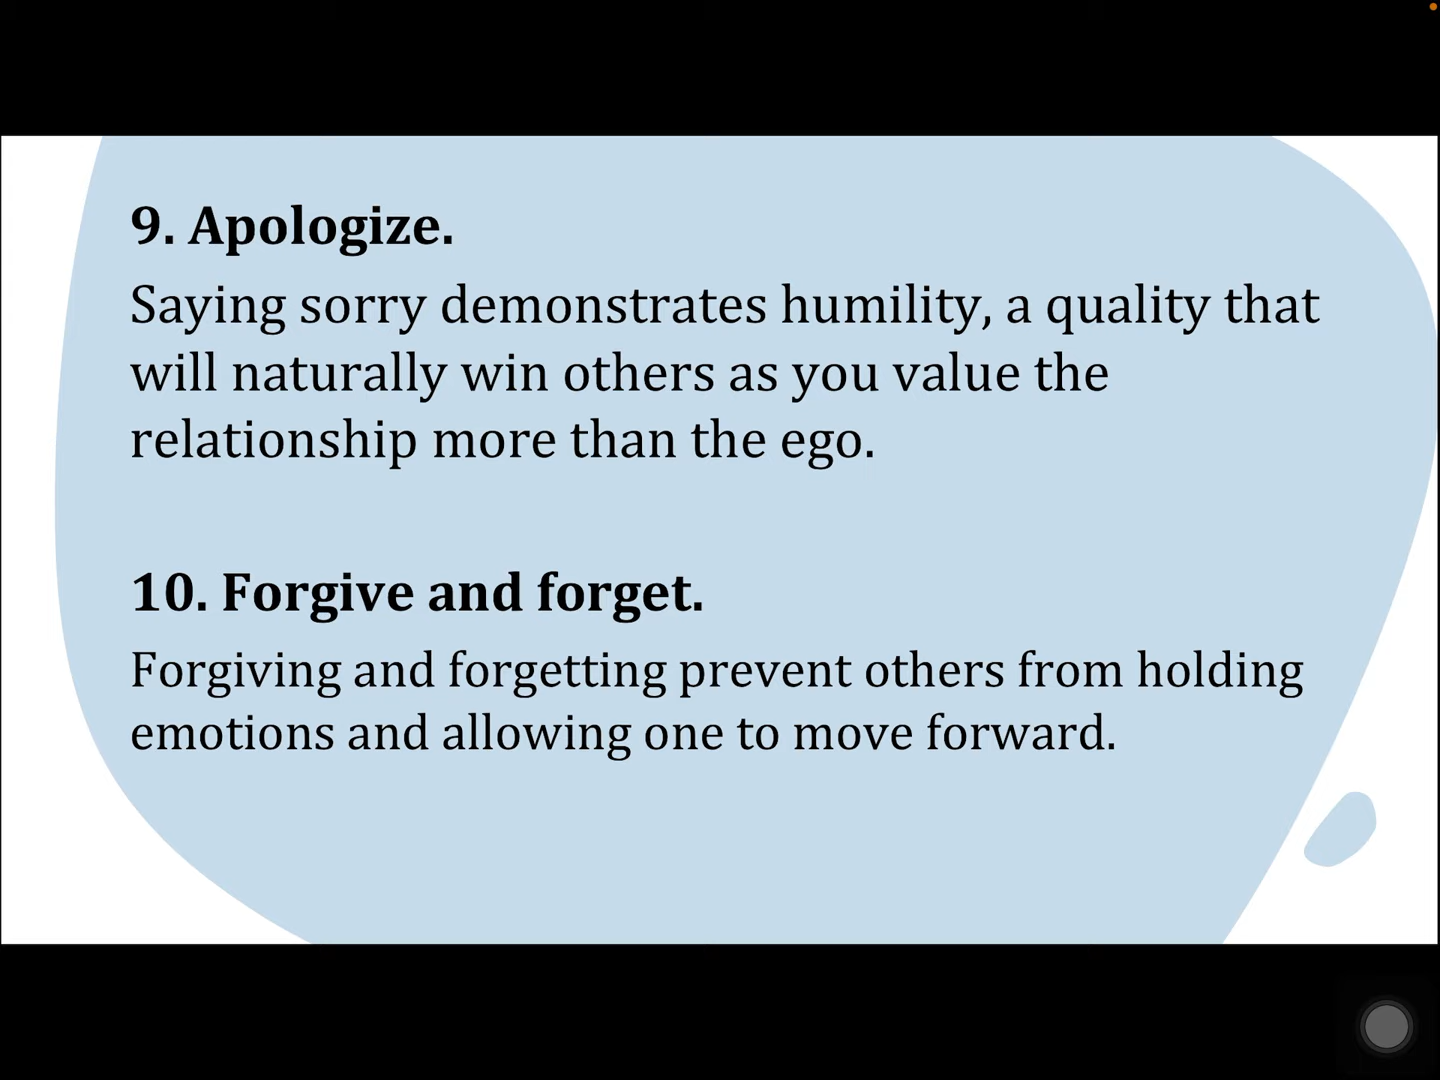 9. Apologize.
Saying sorry demonstrates humility, a quality that
will naturally win others as you value the
relationship more than the ego.
10. Forgive and forget.
Forgiving and forgetting prevent others from holding
emotions and allowing one to move forward.